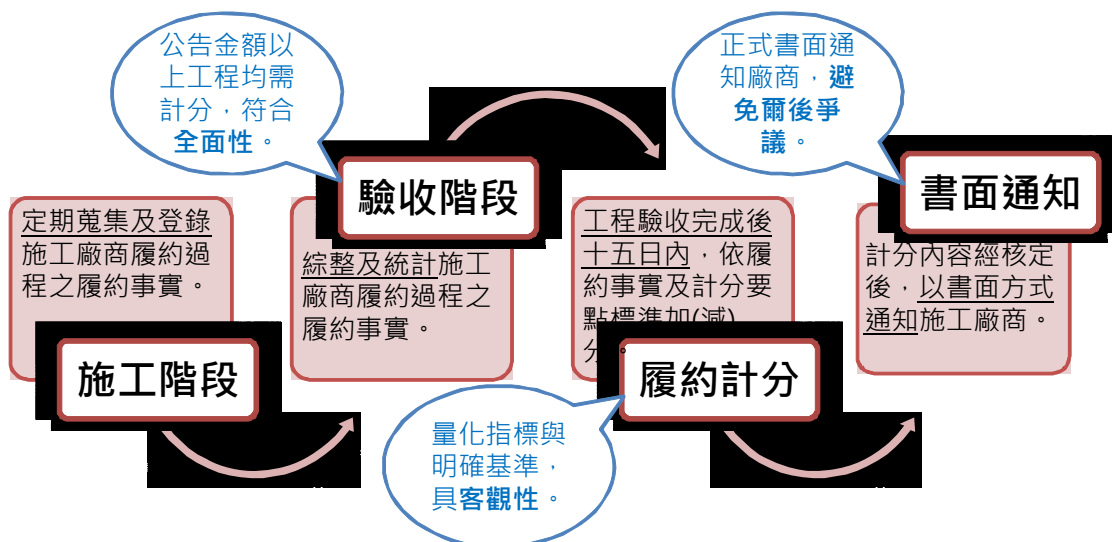 公告金額以
上工程均需
計分，符合
全面性。
正式書面通
知廠商，避
免爾後爭
議。
驗收階段
書面通知
定期蒐集及登錄
施工廠商履約過
程之履約事實。
綜整及統計施工
廠商履約過程之
履約事實。
工程驗收完成後
十五日內，依履
約事實及計分要
點標準加(減)
分。
計分內容經核定
後，以書面方式
通知施工廠商。
施工階段
履約計分
量化指標與
明確基準，
具客觀性。